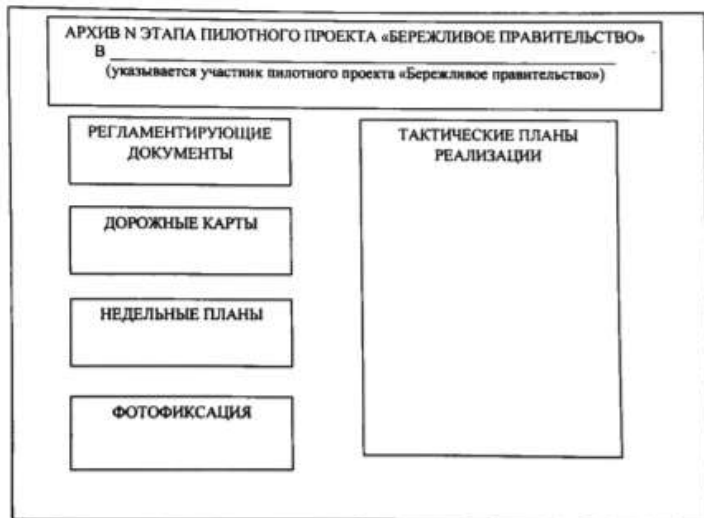 АРХИВ N ЭТАПА ПИЛОТНОГО ПРОЕКТА «БЕРЕЖЛИВОЕ ПРАВИТЕЛЬСТВО»
В
(указывается участник пилотного проекта «Бережливое правительство»)
РЕГЛАМЕНТИРУЮЩИЕ
ДОКУМЕНТЫ
ДОРОЖНЫЕ КАРТЫ
НЕДЕЛЬНЫЕ ПЛАНЫ
ФОТОФИКСАЦИЯ
ТАКТИЧЕСКИЕ ПЛАНЫ
РЕАЛИЗАЦИИ